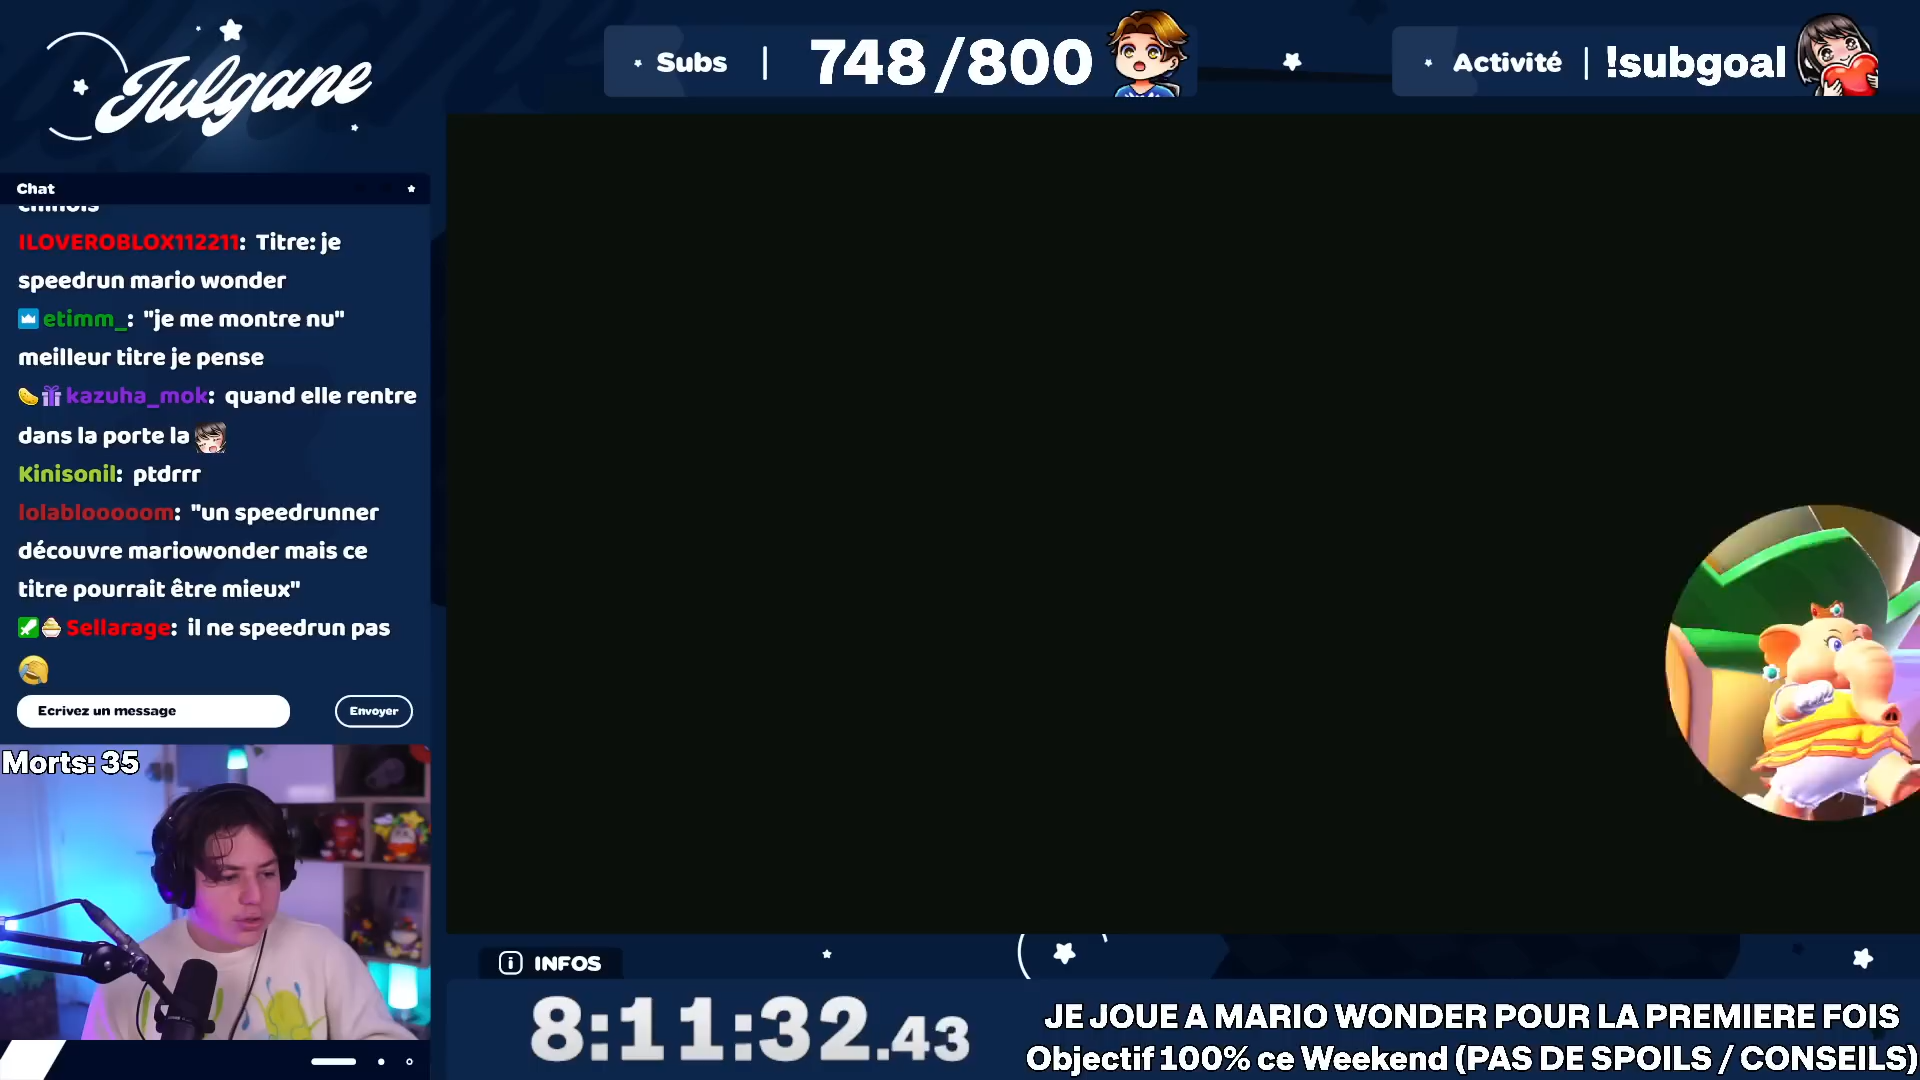 Julgane
Subs | 748/800
Activité | !subgoal
Chat
chinois
ILOVEROBLOX112211: Titre: je
speedrun mario wonder
etimm_: "je me montre nu"
meilleur titre je pense
kazuha_mok: quand elle rentre
dans la porte la
Kinisonil: ptdrrr
lolablooooom: "un speedrunner
découvre mariowonder mais ce
titre pourrait être mieux"
Sellarage: il ne speedrun pas
Ecrivez un message
Envoyer
Morts: 35
INFOS
8:11:32.43
JE JOUE A MARIO WONDER POUR LA PREMIERE FOIS
Objectif 100% ce Weekend (PAS DE SPOILS / CONSEILS)